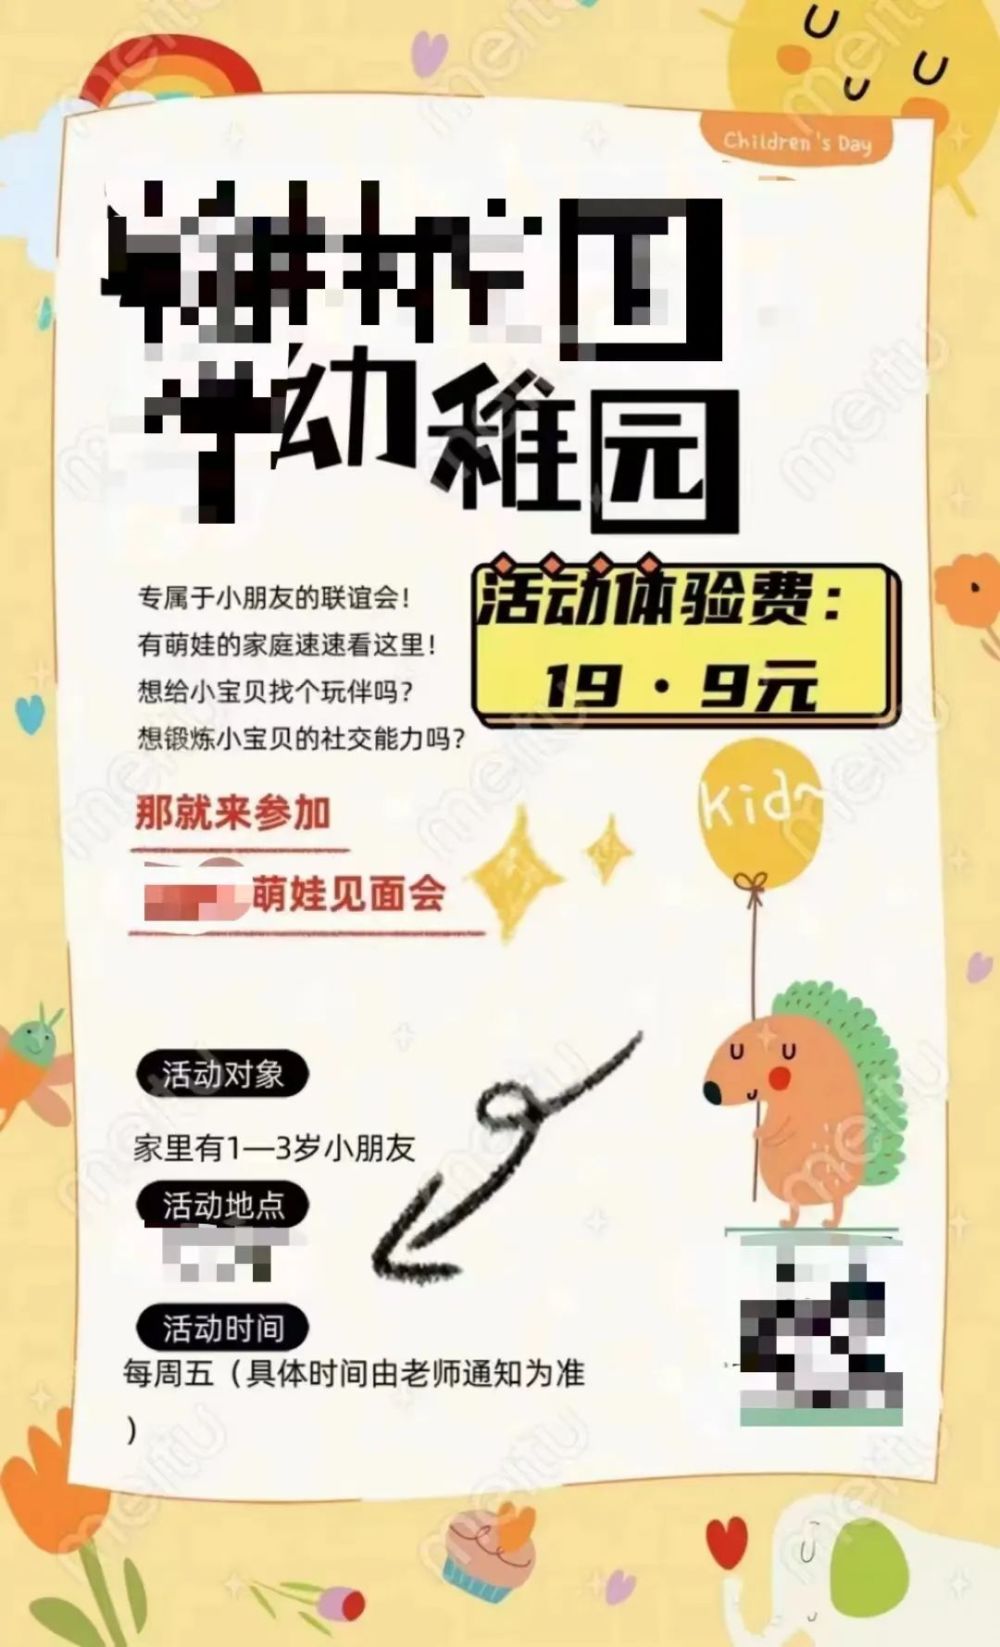 Children's Day
幼稚园
专属于小朋友的联谊会!
有萌娃的家庭速速看这里!
想给小宝贝找个玩伴吗?
想锻炼小宝贝的社交能力吗?
活动体验费:
19·9元
那就来参加
萌娃见面会
kid~
活动对象
家里有1—3岁小朋友
活动地点
活动时间
每周五(具体时间由老师通知为准
)
meitu